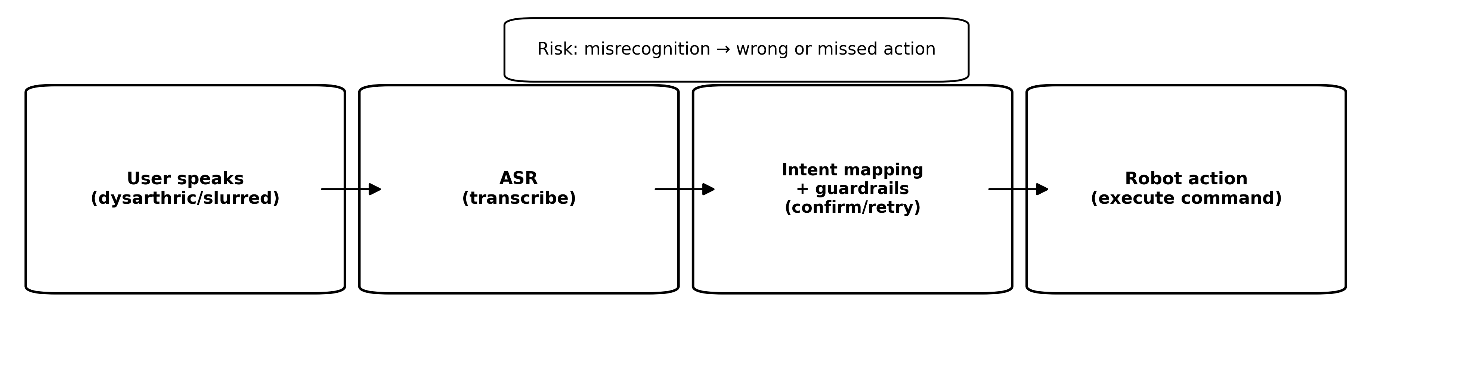 Risk: misrecognition → wrong or missed action
User speaks
(dysarthric/slurred)
ASR
(transcribe)
Intent mapping
+ guardrails
(confirm/retry)
Robot action
(execute command)